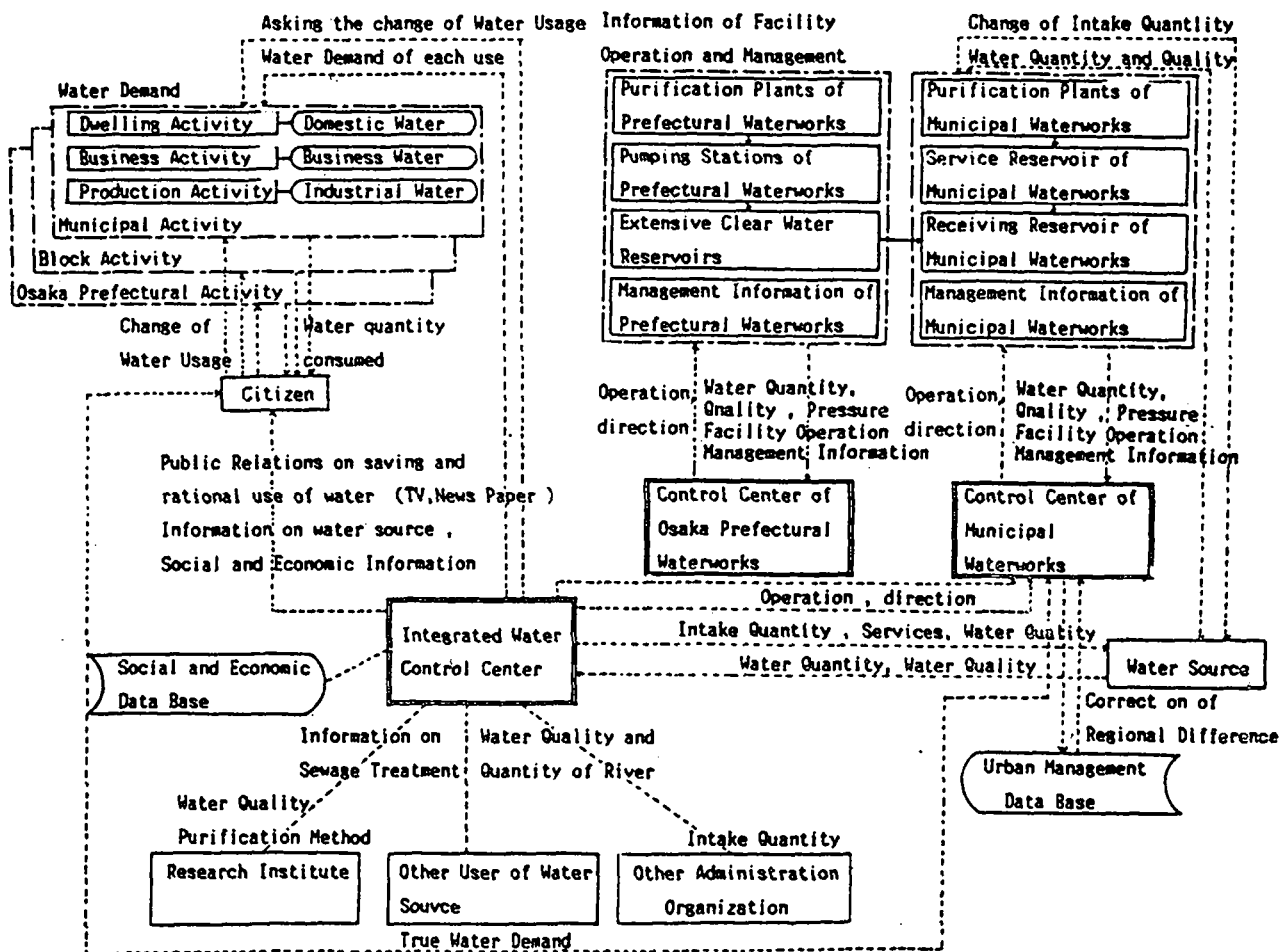 Asking the change of Water Usage
Water Demand of each use
Information of Facility
Operation and Management
Change of Intake Quantlity
Water Quantity and Quality
Water Demand
Dwelling Activity
Domestic Water
Business Activity
Business Water
Production Activity
Industrial Water
Municipal Activity
Block Activity
Osaka Prefectural Activity
Purification Plants of
Prefectural Waterworks
Pumping Stations of
Prefectural Waterworks
Extensive Clear Water
Reservoirs
Management Information of
Prefectural Waterworks
Purification Plants of
Municipal Waterworks
Service Reservoir of
Municipal Waterworks
Receiving Reservoir of
Municipal Waterworks
Management Information of
Municipal Waterworks
Change of
Water Usage
Water quantity
consumed
Citizen
Operation
direction
Water Quantity,
Qnality , Pressure
Facility Operation
Management Information
Operation
direction
Water Quantity,
Qnality , Pressure
Facility Operation
Management Information
Public Relations on saving and
rational use of water (TV,News Paper )
Information on water source ,
Social and Economic Information
Control Center of
Osaka Prefectural
Waterworks
Control Center of
Municipal
Waterworks
Operation , direction
Integrated Water
Control Center
Intake Quantity , Services, Water Quatity
Water Quantity, Water Quality
Water Source
Social and Economic
Data Base
Correct on of
Regional Difference
Urban Management
Data Base
Information on
Sewage Treatment
Water Quality and
Quantity of River
Water Quality
Purification Method
Intake Quantity
Research Institute
Other User of Water
Souvce
Other Administration
Organization
True Water Demand